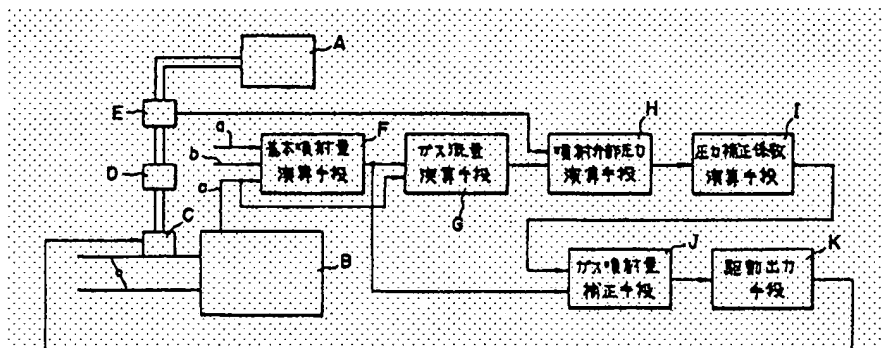 A
E
H
I
a
F
b
基本噴射量
演算手段
ガス流量
演算手段
噴射外部圧力
演算手段
圧力補正係数
演算手段
D
a
G
C
B
J
K
ガス噴射量
補正手段
駆動出力
手段